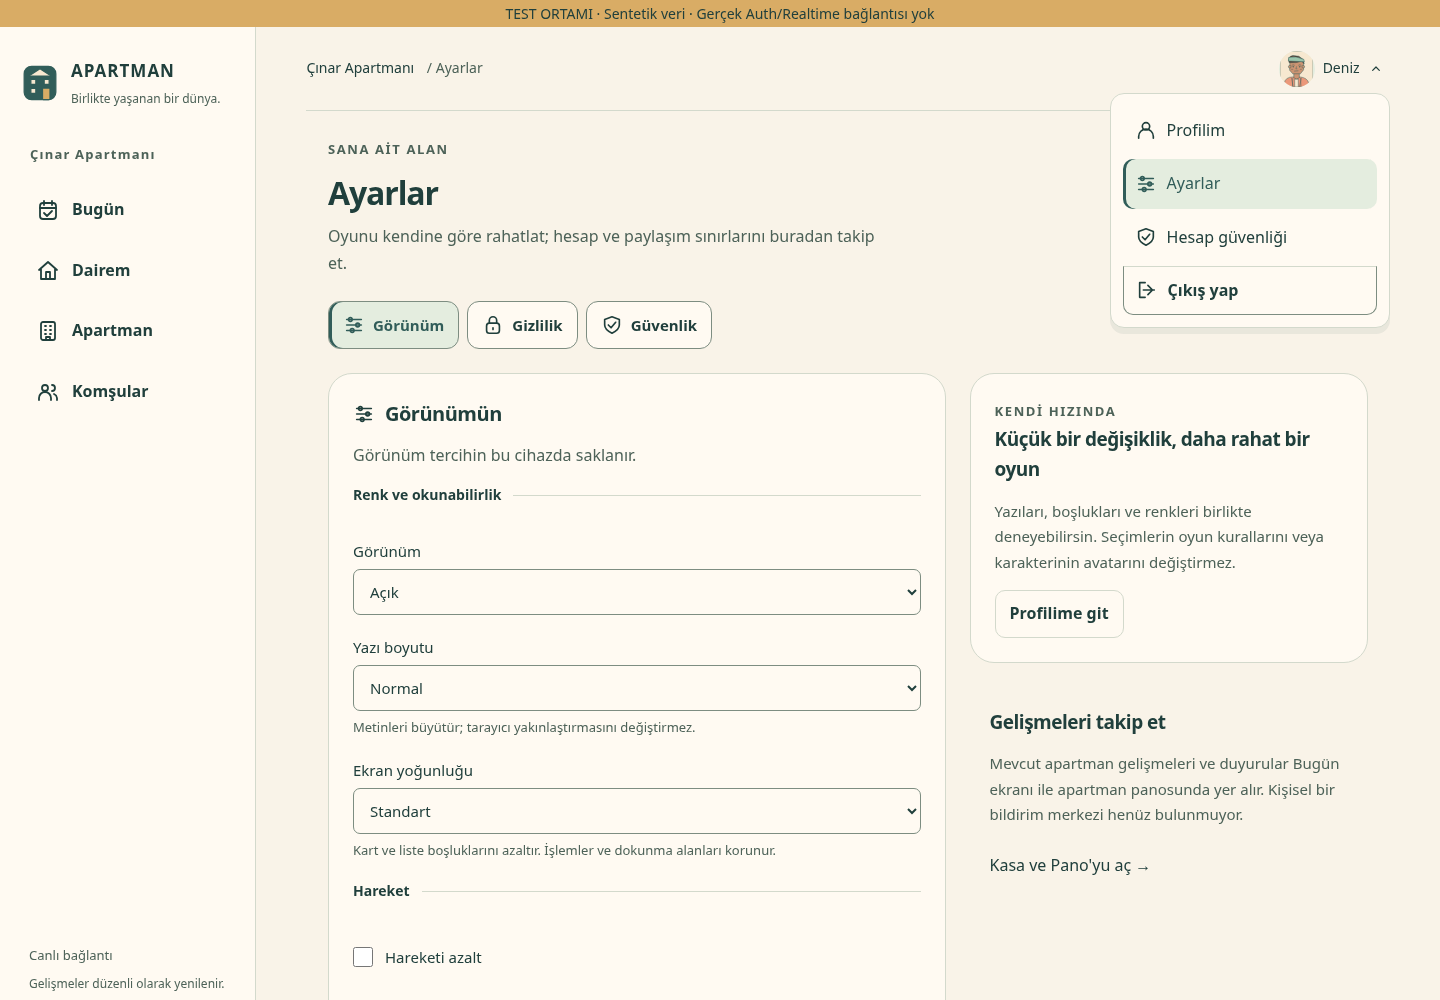 TEST ORTAMI · Sentetik veri · Gerçek Auth/Realtime bağlantısı yok
APARTMAN
Birlikte yaşanan bir dünya.
Çınar Apartmanı
Bugün
Dairem
Apartman
Komşular
Canlı bağlantı
Gelişmeler düzenli olarak yenilenir.
Çınar Apartmanı / Ayarlar
Deniz
Profilim
Ayarlar
Hesap güvenliği
Çıkış yap
SANA AİT ALAN
Ayarlar
Oyunu kendine göre rahatlat; hesap ve paylaşım sınırlarını buradan takip
et.
Görünüm
Gizlilik
Güvenlik
Görünümün
Görünüm tercihin bu cihazda saklanır.
Renk ve okunabilirlik
Görünüm
Açık
Yazı boyutu
Normal
Metinleri büyütür; tarayıcı yakınlaştırmasını değiştirmez.
Ekran yoğunluğu
Standart
Kart ve liste boşluklarını azaltır. İşlemler ve dokunma alanları korunur.
Hareket
Hareketi azalt
KENDİ HIZINDA
Küçük bir değişiklik, daha rahat bir
oyun
Yazıları, boşlukları ve renkleri birlikte
deneyebilirsin. Seçimlerin oyun kurallarını veya
karakterinin avatarını değiştirmez.
Profilime git
Gelişmeleri takip et
Mevcut apartman gelişmeleri ve duyurular Bugün
ekranı ile apartman panosunda yer alır. Kişisel bir
bildirim merkezi henüz bulunmuyor.
Kasa ve Pano'yu aç →